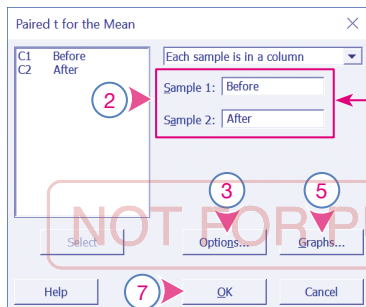 Paired t for the Mean
C1 Before
C2 After
Each sample is in a column
2
Sample 1: Before
Sample 2: After
3
5
NOT FOR P
Select
Options...
Graphs...
Help
7
OK
Cancel